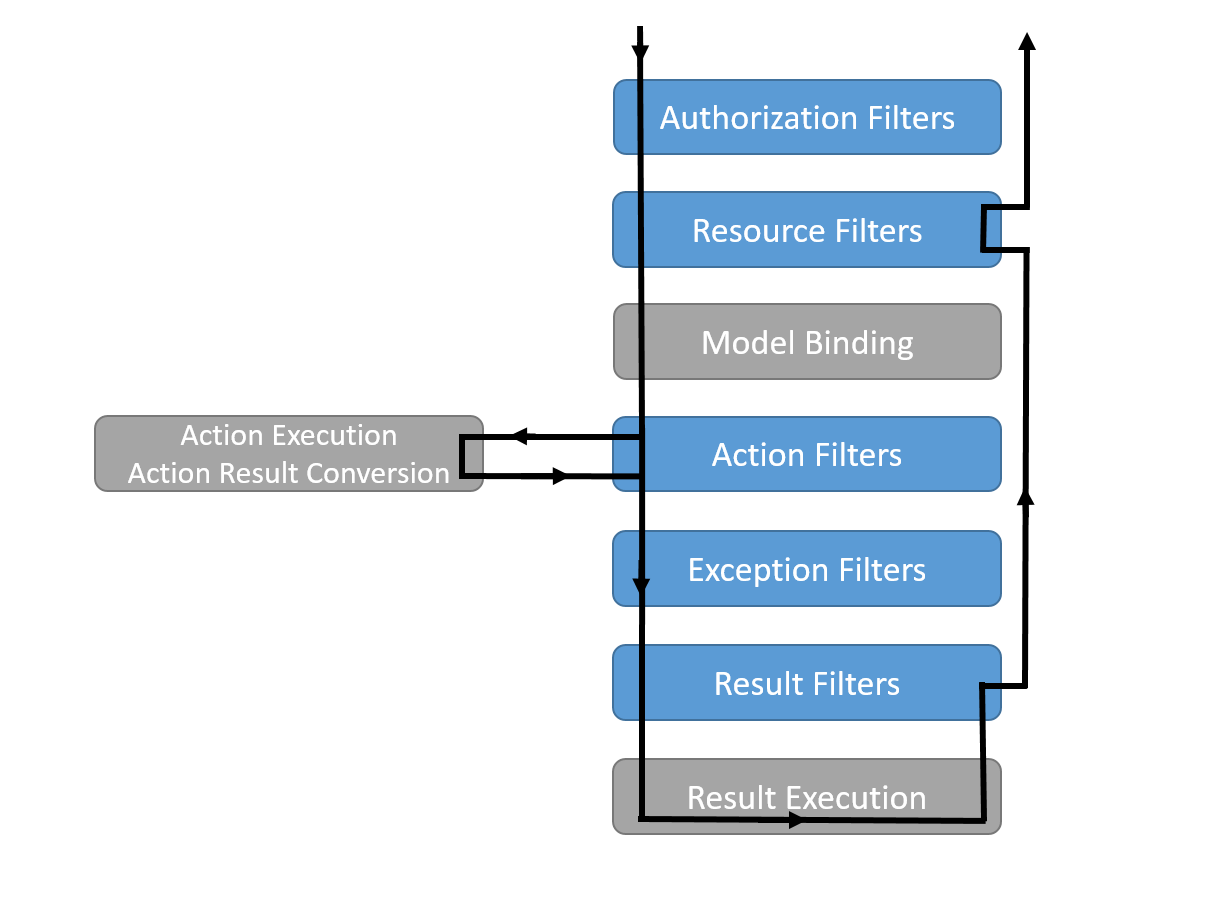 Authorization Filters
Resource Filters
Model Binding
Action Execution
Action Result Conversion
Action Filters
Exception Filters
Result Filters
Result Execution